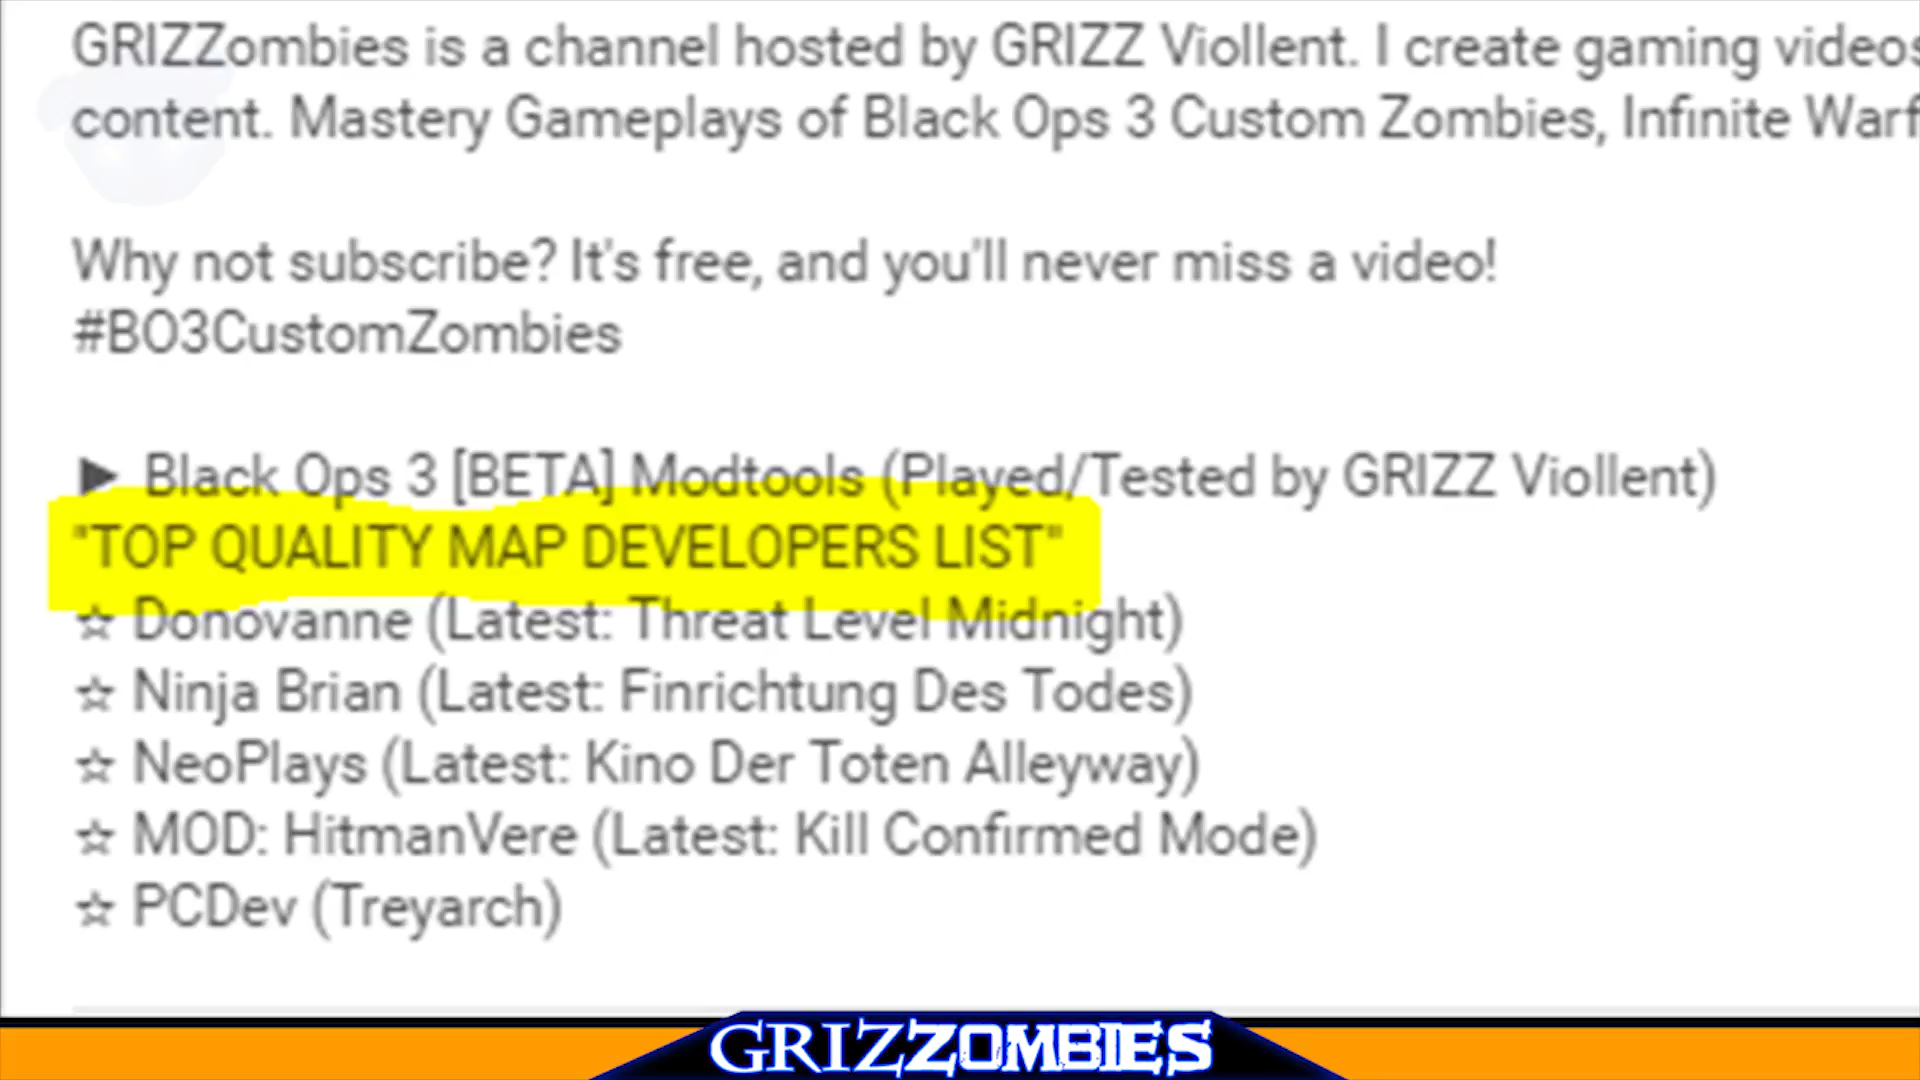 GRIZZombies is a channel hosted by GRIZZ Viollent. I create gaming videos
content. Mastery Gameplays of Black Ops 3 Custom Zombies, Infinite Warf
Why not subscribe? It's free, and you'll never miss a video!
#BO3CustomZombies
► Black Ops 3 [BETA] Modtools (Played/Tested by GRIZZ Viollent)
"TOP QUALITY MAP DEVELOPERS LIST"
☆ Donovanne (Latest: Threat Level Midnight)
☆ Ninja Brian (Latest: Finrichtung Des Todes)
☆ NeoPlays (Latest: Kino Der Toten Alleyway)
☆ MOD: HitmanVere (Latest: Kill Confirmed Mode)
☆ PCDev (Treyarch)
GRIZZOMBIES